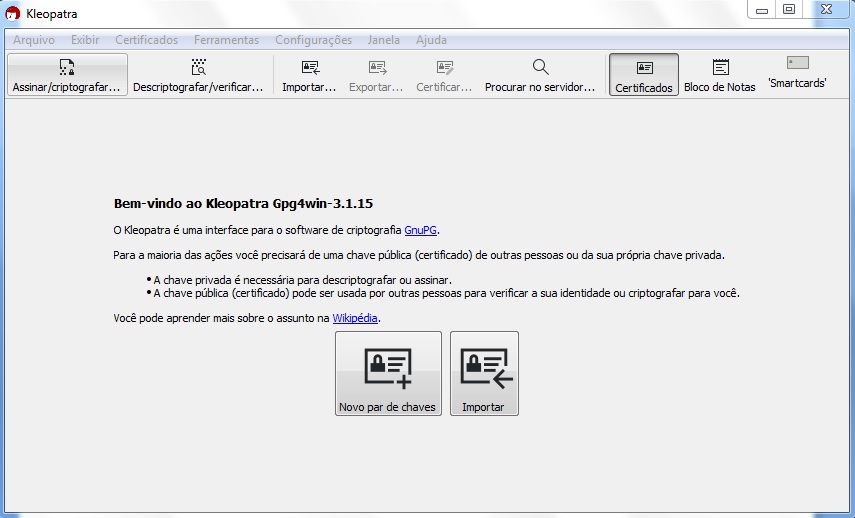 Kleopatra
Arquivo Exibir Certificados Ferramentas Configurações Janela Ajuda
Assinar/criptografar... Descriptografar/verificar... Importar... Exportar... Certificar... Procurar no servidor... Certificados Bloco de Notas 'Smartcards'
Bem-vindo ao Kleopatra Gpg4win-3.1.15
O Kleopatra é uma interface para o software de criptografia GnuPG.
Para a maioria das ações você precisará de uma chave pública (certificado) de outras pessoas ou da sua própria chave privada.
• A chave privada é necessária para descriptografar ou assinar.
• A chave pública (certificado) pode ser usada por outras pessoas para verificar a sua identidade ou criptografar para você.
Você pode aprender mais sobre o assunto na Wikipédia.
Novo par de chaves Importar